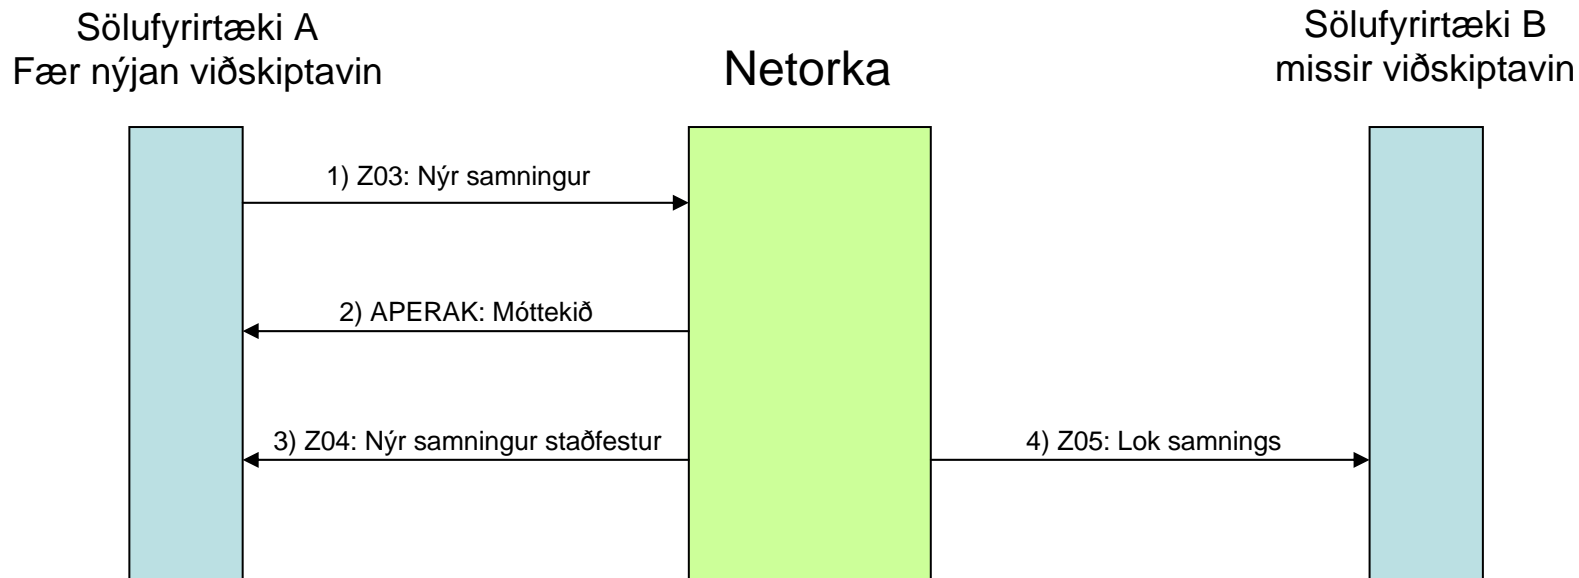 Sölufyrirtæki A
Fær nýjan viðskiptavin
Netorka
Sölufyrirtæki B
missir viðskiptavin
1) Z03: Nýr samningur
2) APERAK: Móttekið
3) Z04: Nýr samningur staðfestur
4) Z05: Lok samnings